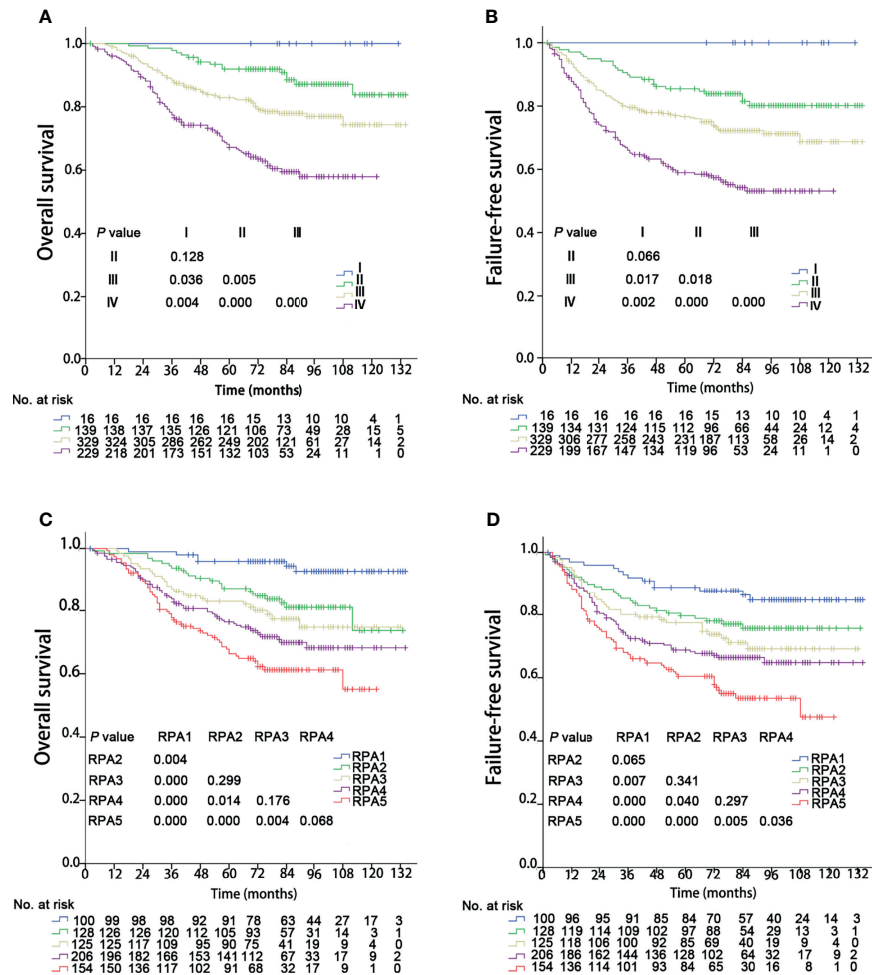 A
Overall survival
1.0
0.8
0.6
0.4
0.2
0.0
P value I II III
II 0.128
III 0.036 0.005
IV 0.004 0.000 0.000
I
II
III
IV
0 12 24 36 48 60 72 84 96 108 120 132
Time (months)
No. at risk
16 16 16 16 16 16 15 13 10 10 4 1
139 138 137 135 126 121 106 73 49 28 15 5
329 324 305 286 262 249 202 121 61 27 14 2
229 218 201 173 151 132 103 53 24 11 1 0
B
Failure-free survival
1.0
0.8
0.6
0.4
0.2
0.0
P value I II III
II 0.066
III 0.017 0.018
IV 0.002 0.000 0.000
I
II
III
IV
0 12 24 36 48 60 72 84 96 108 120 132
Time (months)
No. at risk
16 16 16 16 16 16 15 13 10 10 4 1
139 134 131 124 115 112 96 66 44 24 12 4
329 306 277 258 243 231 187 113 58 26 14 2
229 199 167 147 134 119 96 53 24 11 1 0
C
Overall survival
1.0
0.8
0.6
0.4
0.2
0.0
P value RPA1 RPA2 RPA3 RPA4
RPA2 0.004
RPA3 0.000 0.299
RPA4 0.000 0.014 0.176
RPA5 0.000 0.000 0.004 0.068
RPA1
RPA2
RPA3
RPA4
RPA5
0 12 24 36 48 60 72 84 96 108 120 132
Time (months)
No. at risk
100 99 98 98 92 91 78 63 44 27 17 3
128 126 126 120 112 105 93 57 31 14 3 1
125 125 117 109 95 90 75 41 19 9 4 0
206 196 182 166 153 141 112 67 33 17 9 2
154 150 136 117 102 91 68 32 17 9 1 0
D
Failure-free survival
1.0
0.8
0.6
0.4
0.2
0.0
P value RPA1 RPA2 RPA3 RPA4
RPA2 0.065
RPA3 0.007 0.341
RPA4 0.000 0.040 0.297
RPA5 0.000 0.000 0.005 0.036
RPA1
RPA2
RPA3
RPA4
RPA5
0 12 24 36 48 60 72 84 96 108 120 132
Time (months)
No. at risk
100 96 95 91 85 84 70 57 40 24 14 3
128 119 114 109 102 97 88 54 29 13 3 1
125 118 106 100 92 85 69 40 19 9 4 0
206 186 162 144 136 128 102 64 32 17 9 2
154 136 114 101 93 84 65 30 16 8 1 0